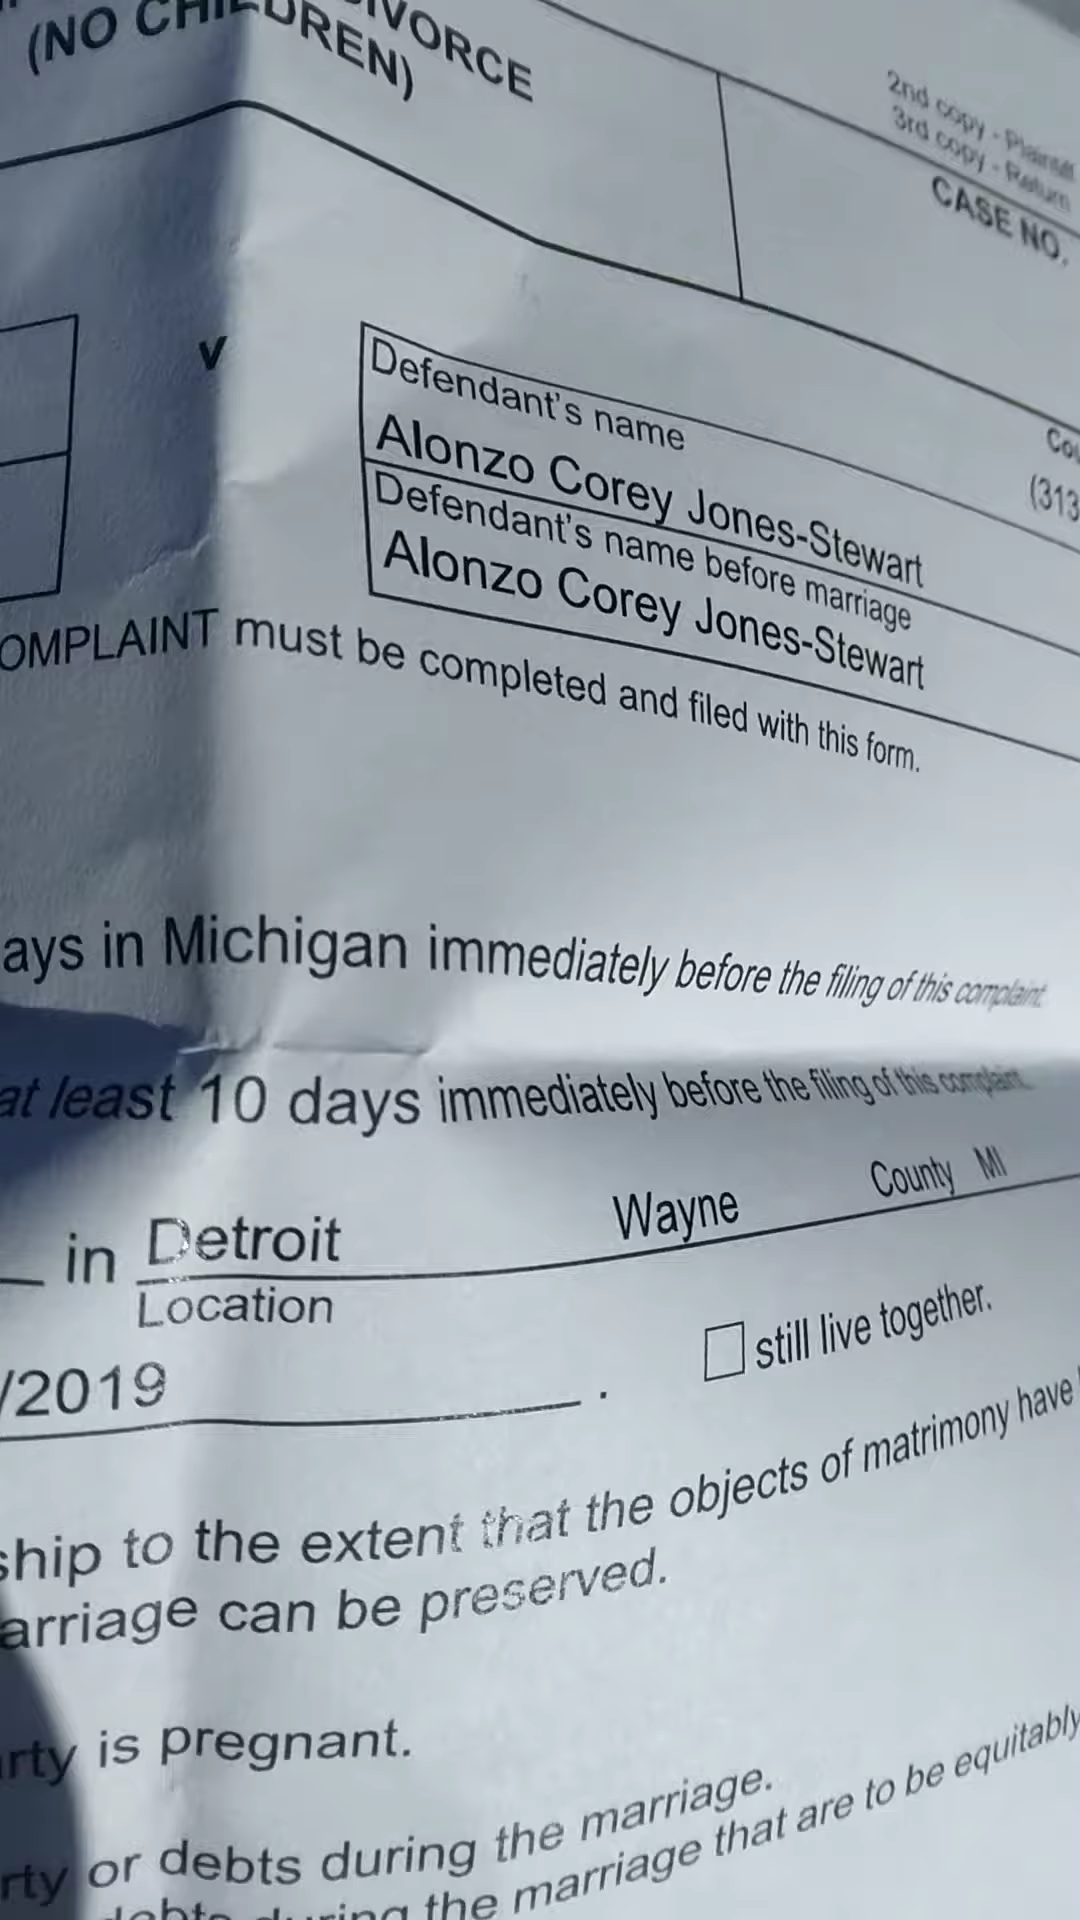 DIVORCE
(NO CHILDREN)
2nd copy - Plaintiff
3rd copy - Return
CASE NO.
v
Defendant's name
Alonzo Corey Jones-Stewart
Defendant's name before marriage
Alonzo Corey Jones-Stewart
(313
OMPLAINT must be completed and filed with this form.
ays in Michigan immediately before the filing of this complaint.
at least 10 days immediately before the filing of this complaint.
in Detroit Wayne County MI
Location
/2019 .
still live together.
ship to the extent that the objects of matrimony have
arriage can be preserved.
rty is pregnant.
rty or debts during the marriage.
debts during the marriage that are to be equitably